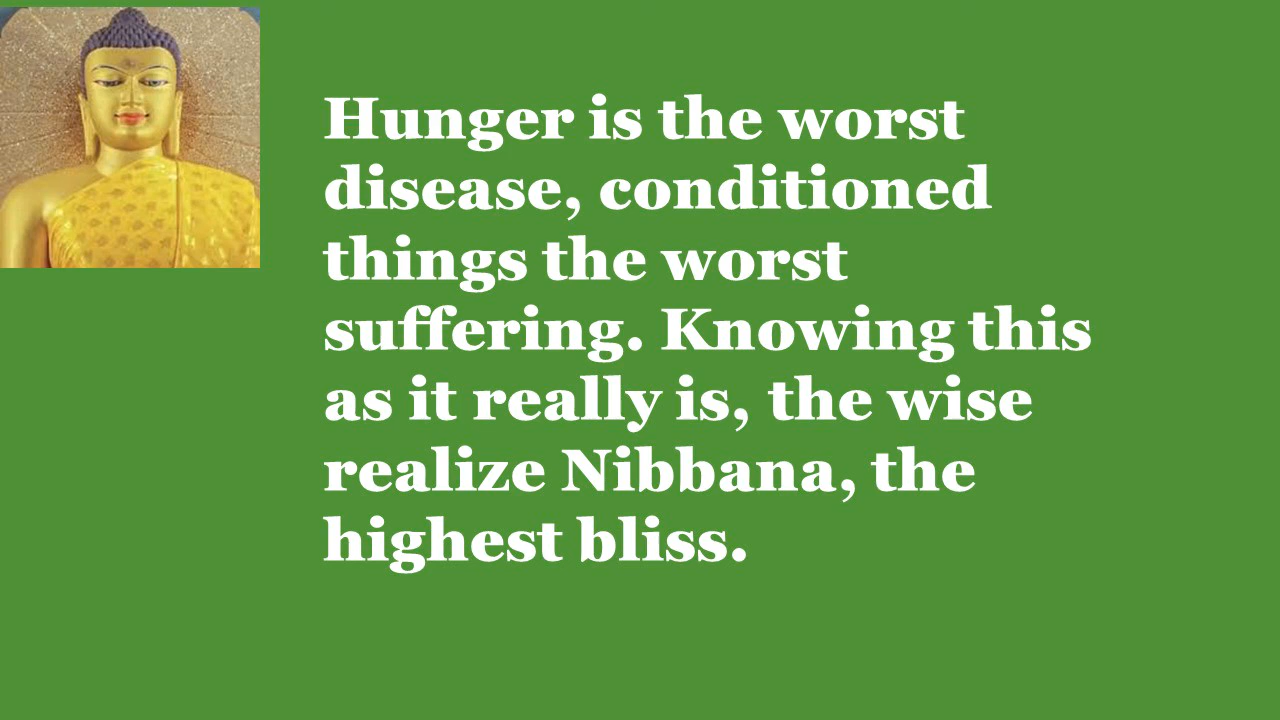 Hunger is the worst
disease, conditioned
things the worst
suffering. Knowing this
as it really is, the wise
realize Nibbana, the
highest bliss.